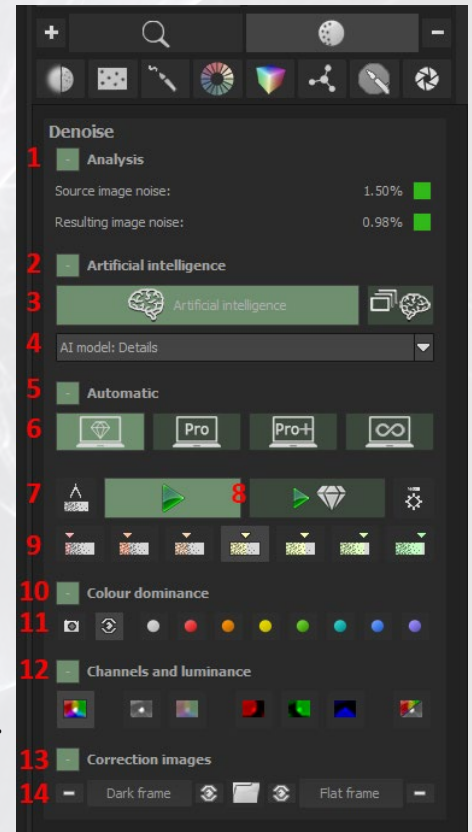 Denoise
1 - Analysis
Source image noise: 1.50%
Resulting image noise: 0.98%
2 - Artificial intelligence
3 Artificial intelligence
4 AI model: Details
5 - Automatic
6 Pro Pro+
7 8
9
10 - Colour dominance
11
12 - Channels and luminance
13 - Correction images
14 - Dark frame Flat frame -